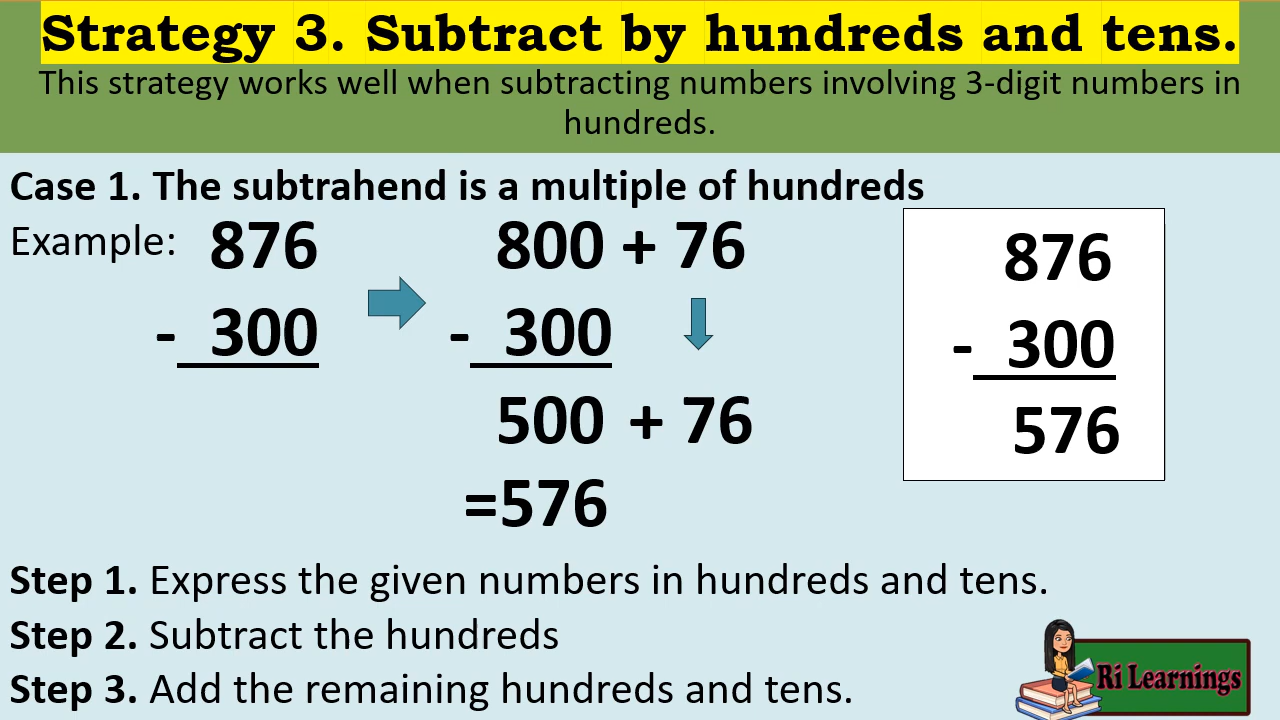 Strategy 3. Subtract by hundreds and tens.
This strategy works well when subtracting numbers involving 3-digit numbers in
hundreds.
Case 1. The subtrahend is a multiple of hundreds
Example: 876
- 300
800 + 76
- 300
500 + 76
=576
876
- 300
576
Step 1. Express the given numbers in hundreds and tens.
Step 2. Subtract the hundreds
Step 3. Add the remaining hundreds and tens.
Ri Learnings